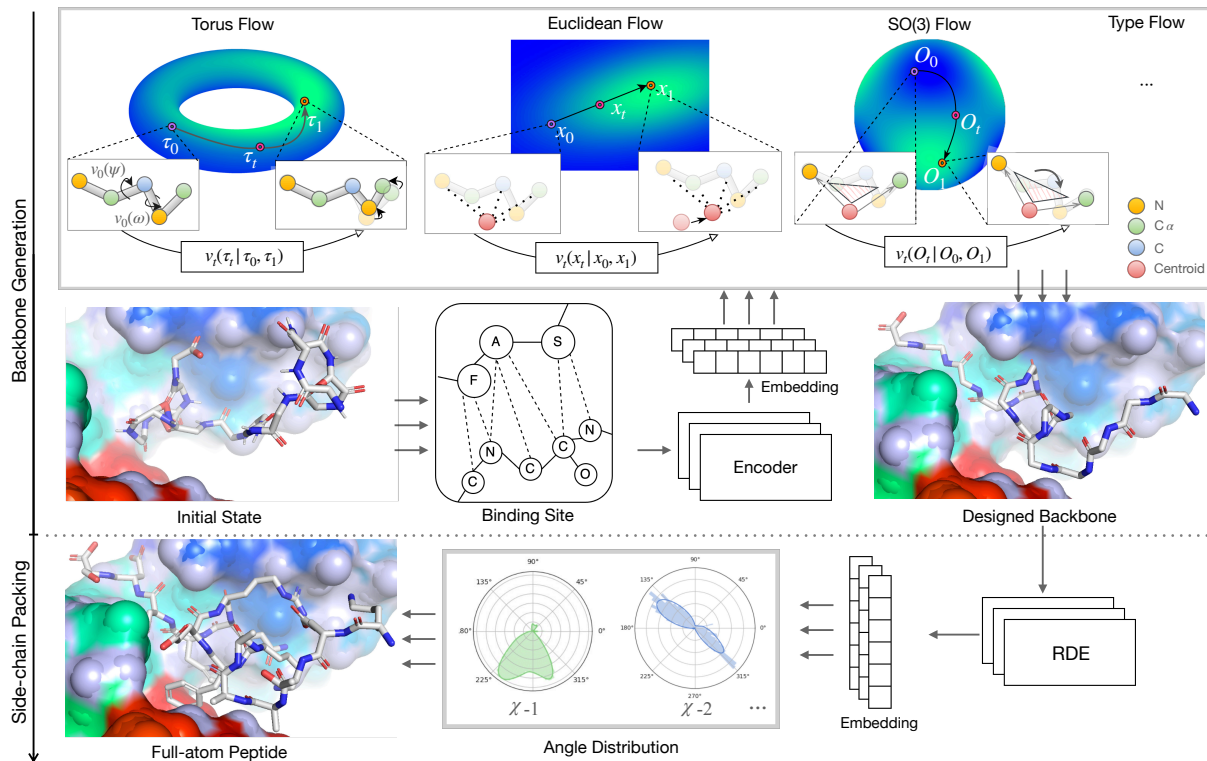 Torus Flow
Euclidean Flow
SO(3) Flow
Type Flow
...
τ0
τt
τ1
x0
xt
x1
O0
Ot
O1
v0(ψ)
v0(ω)
vt(τt | τ0, τ1)
vt(xt | x0, x1)
vt(Ot | O0, O1)
N
Cα
C
Centroid
Backbone Generation
A
S
F
N
N
C
C
C
O
Embedding
Encoder
Initial State
Binding Site
Designed Backbone
Side-chain Packing
90°
135°
45°
80°
0°
225°
315°
χ-1
90°
135°
45°
180°
0°
225°
315°
270°
χ-2
...
RDE
Embedding
Full-atom Peptide
Angle Distribution